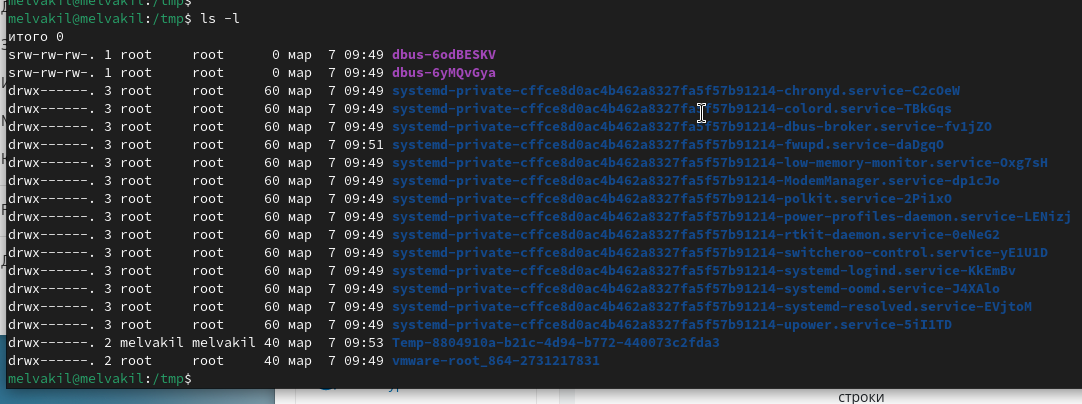 melvakil@melvakil:/tmp$
melvakil@melvakil:/tmp$ ls -l
итого 0
srw-rw-rw-. 1 root     root      0 мар  7 09:49 dbus-6odBESKV
srw-rw-rw-. 1 root     root      0 мар  7 09:49 dbus-6yMQvGya
drwx------. 3 root     root     60 мар  7 09:49 systemd-private-cffce8d0ac4b462a8327fa5f57b91214-chronyd.service-C2cOeW
drwx------. 3 root     root     60 мар  7 09:49 systemd-private-cffce8d0ac4b462a8327fa5f57b91214-colord.service-TBkGqs
drwx------. 3 root     root     60 мар  7 09:49 systemd-private-cffce8d0ac4b462a8327fa5f57b91214-dbus-broker.service-fv1jZO
drwx------. 3 root     root     60 мар  7 09:51 systemd-private-cffce8d0ac4b462a8327fa5f57b91214-fwupd.service-daDgqO
drwx------. 3 root     root     60 мар  7 09:49 systemd-private-cffce8d0ac4b462a8327fa5f57b91214-low-memory-monitor.service-Oxg7sH
drwx------. 3 root     root     60 мар  7 09:49 systemd-private-cffce8d0ac4b462a8327fa5f57b91214-ModemManager.service-dp1cJo
drwx------. 3 root     root     60 мар  7 09:49 systemd-private-cffce8d0ac4b462a8327fa5f57b91214-polkit.service-2Pi1xO
drwx------. 3 root     root     60 мар  7 09:49 systemd-private-cffce8d0ac4b462a8327fa5f57b91214-power-profiles-daemon.service-LENizj
drwx------. 3 root     root     60 мар  7 09:49 systemd-private-cffce8d0ac4b462a8327fa5f57b91214-rtkit-daemon.service-0eNeG2
drwx------. 3 root     root     60 мар  7 09:49 systemd-private-cffce8d0ac4b462a8327fa5f57b91214-switcheroo-control.service-yE1U1D
drwx------. 3 root     root     60 мар  7 09:49 systemd-private-cffce8d0ac4b462a8327fa5f57b91214-systemd-logind.service-KkEmBv
drwx------. 3 root     root     60 мар  7 09:49 systemd-private-cffce8d0ac4b462a8327fa5f57b91214-systemd-oomd.service-J4XAlo
drwx------. 3 root     root     60 мар  7 09:49 systemd-private-cffce8d0ac4b462a8327fa5f57b91214-systemd-resolved.service-EVjtoM
drwx------. 3 root     root     60 мар  7 09:49 systemd-private-cffce8d0ac4b462a8327fa5f57b91214-upower.service-5iI1TD
drwx------. 2 melvakil melvakil 40 мар  7 09:53 Temp-8804910a-b21c-4d94-b772-440073c2fda3
drwx------. 2 root     root     40 мар  7 09:49 vmware-root_864-2731217831
melvakil@melvakil:/tmp$
строки